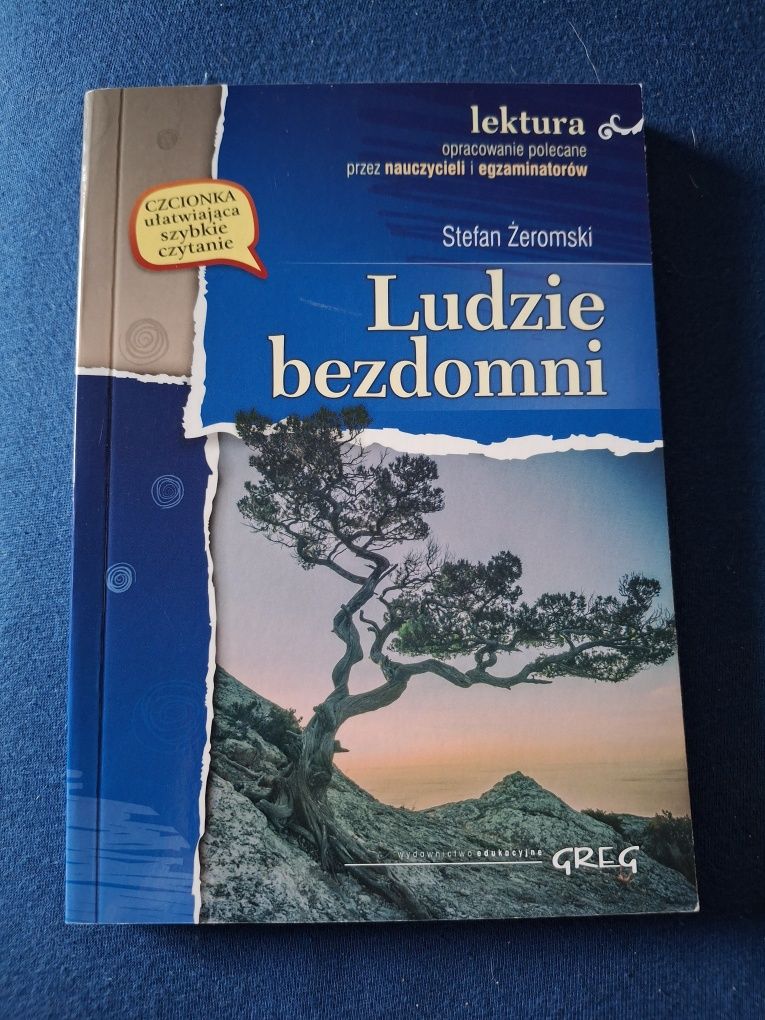 lektura
opracowanie polecane
przez nauczycieli i egzaminatorów
CZCIONKA
ułatwiająca
szybkie
czytanie
Stefan Żeromski
Ludzie
bezdomni
wydawnictwo edukacyjne GREG